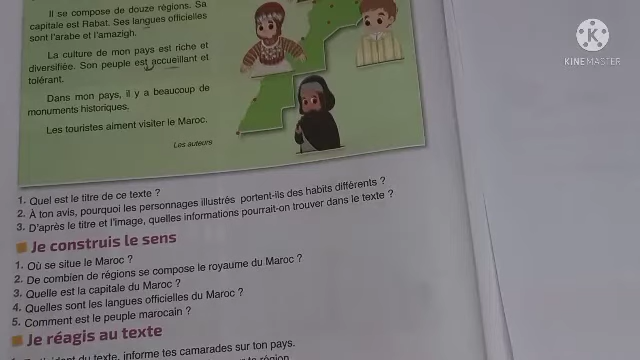 Il se compose de douze régions. Sa
capitale est Rabat. Ses langues officielles
sont l'arabe et l'amazigh.
La culture de mon pays est riche et
diversifiée. Son peuple est accueillant et
tolérant.
Dans mon pays, il y a beaucoup de
monuments historiques.
Les touristes aiment visiter le Maroc.
Les auteurs
KINEMASTER
1. Quel est le titre de ce texte ?
2. À ton avis, pourquoi les personnages illustrés portent-ils des habits différents ?
3. D'après le titre et l'image, quelles informations pourrait-on trouver dans le texte ?
Je construis le sens
1. Où se situe le Maroc ?
2. De combien de régions se compose le royaume du Maroc ?
3. Quelle est la capitale du Maroc ?
4. Quelles sont les langues officielles du Maroc ?
5. Comment est le peuple marocain ?
Je réagis au texte
du texte, informe tes camarades sur ton pays.
région